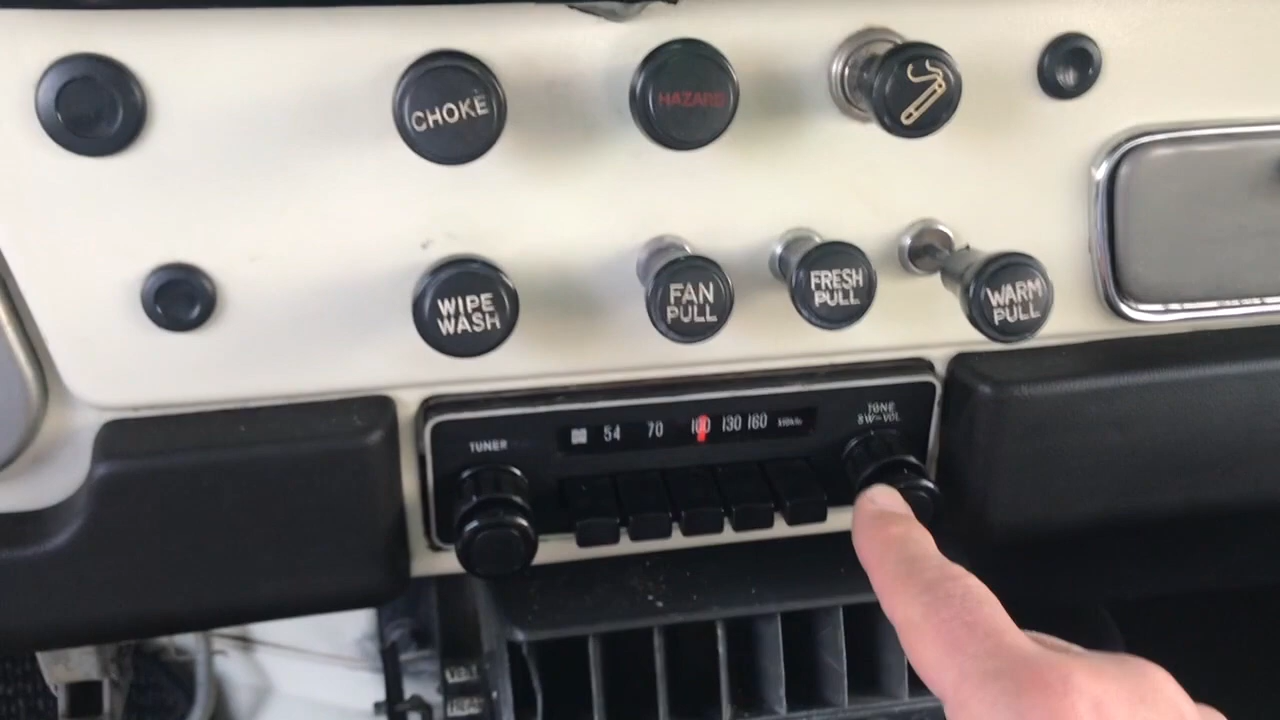 CHOKE
HAZARD
WIPE
WASH
FAN
PULL
FRESH
PULL
WARM
PULL
TUNER
54 70 100 130 160
TONE
SW-VOL